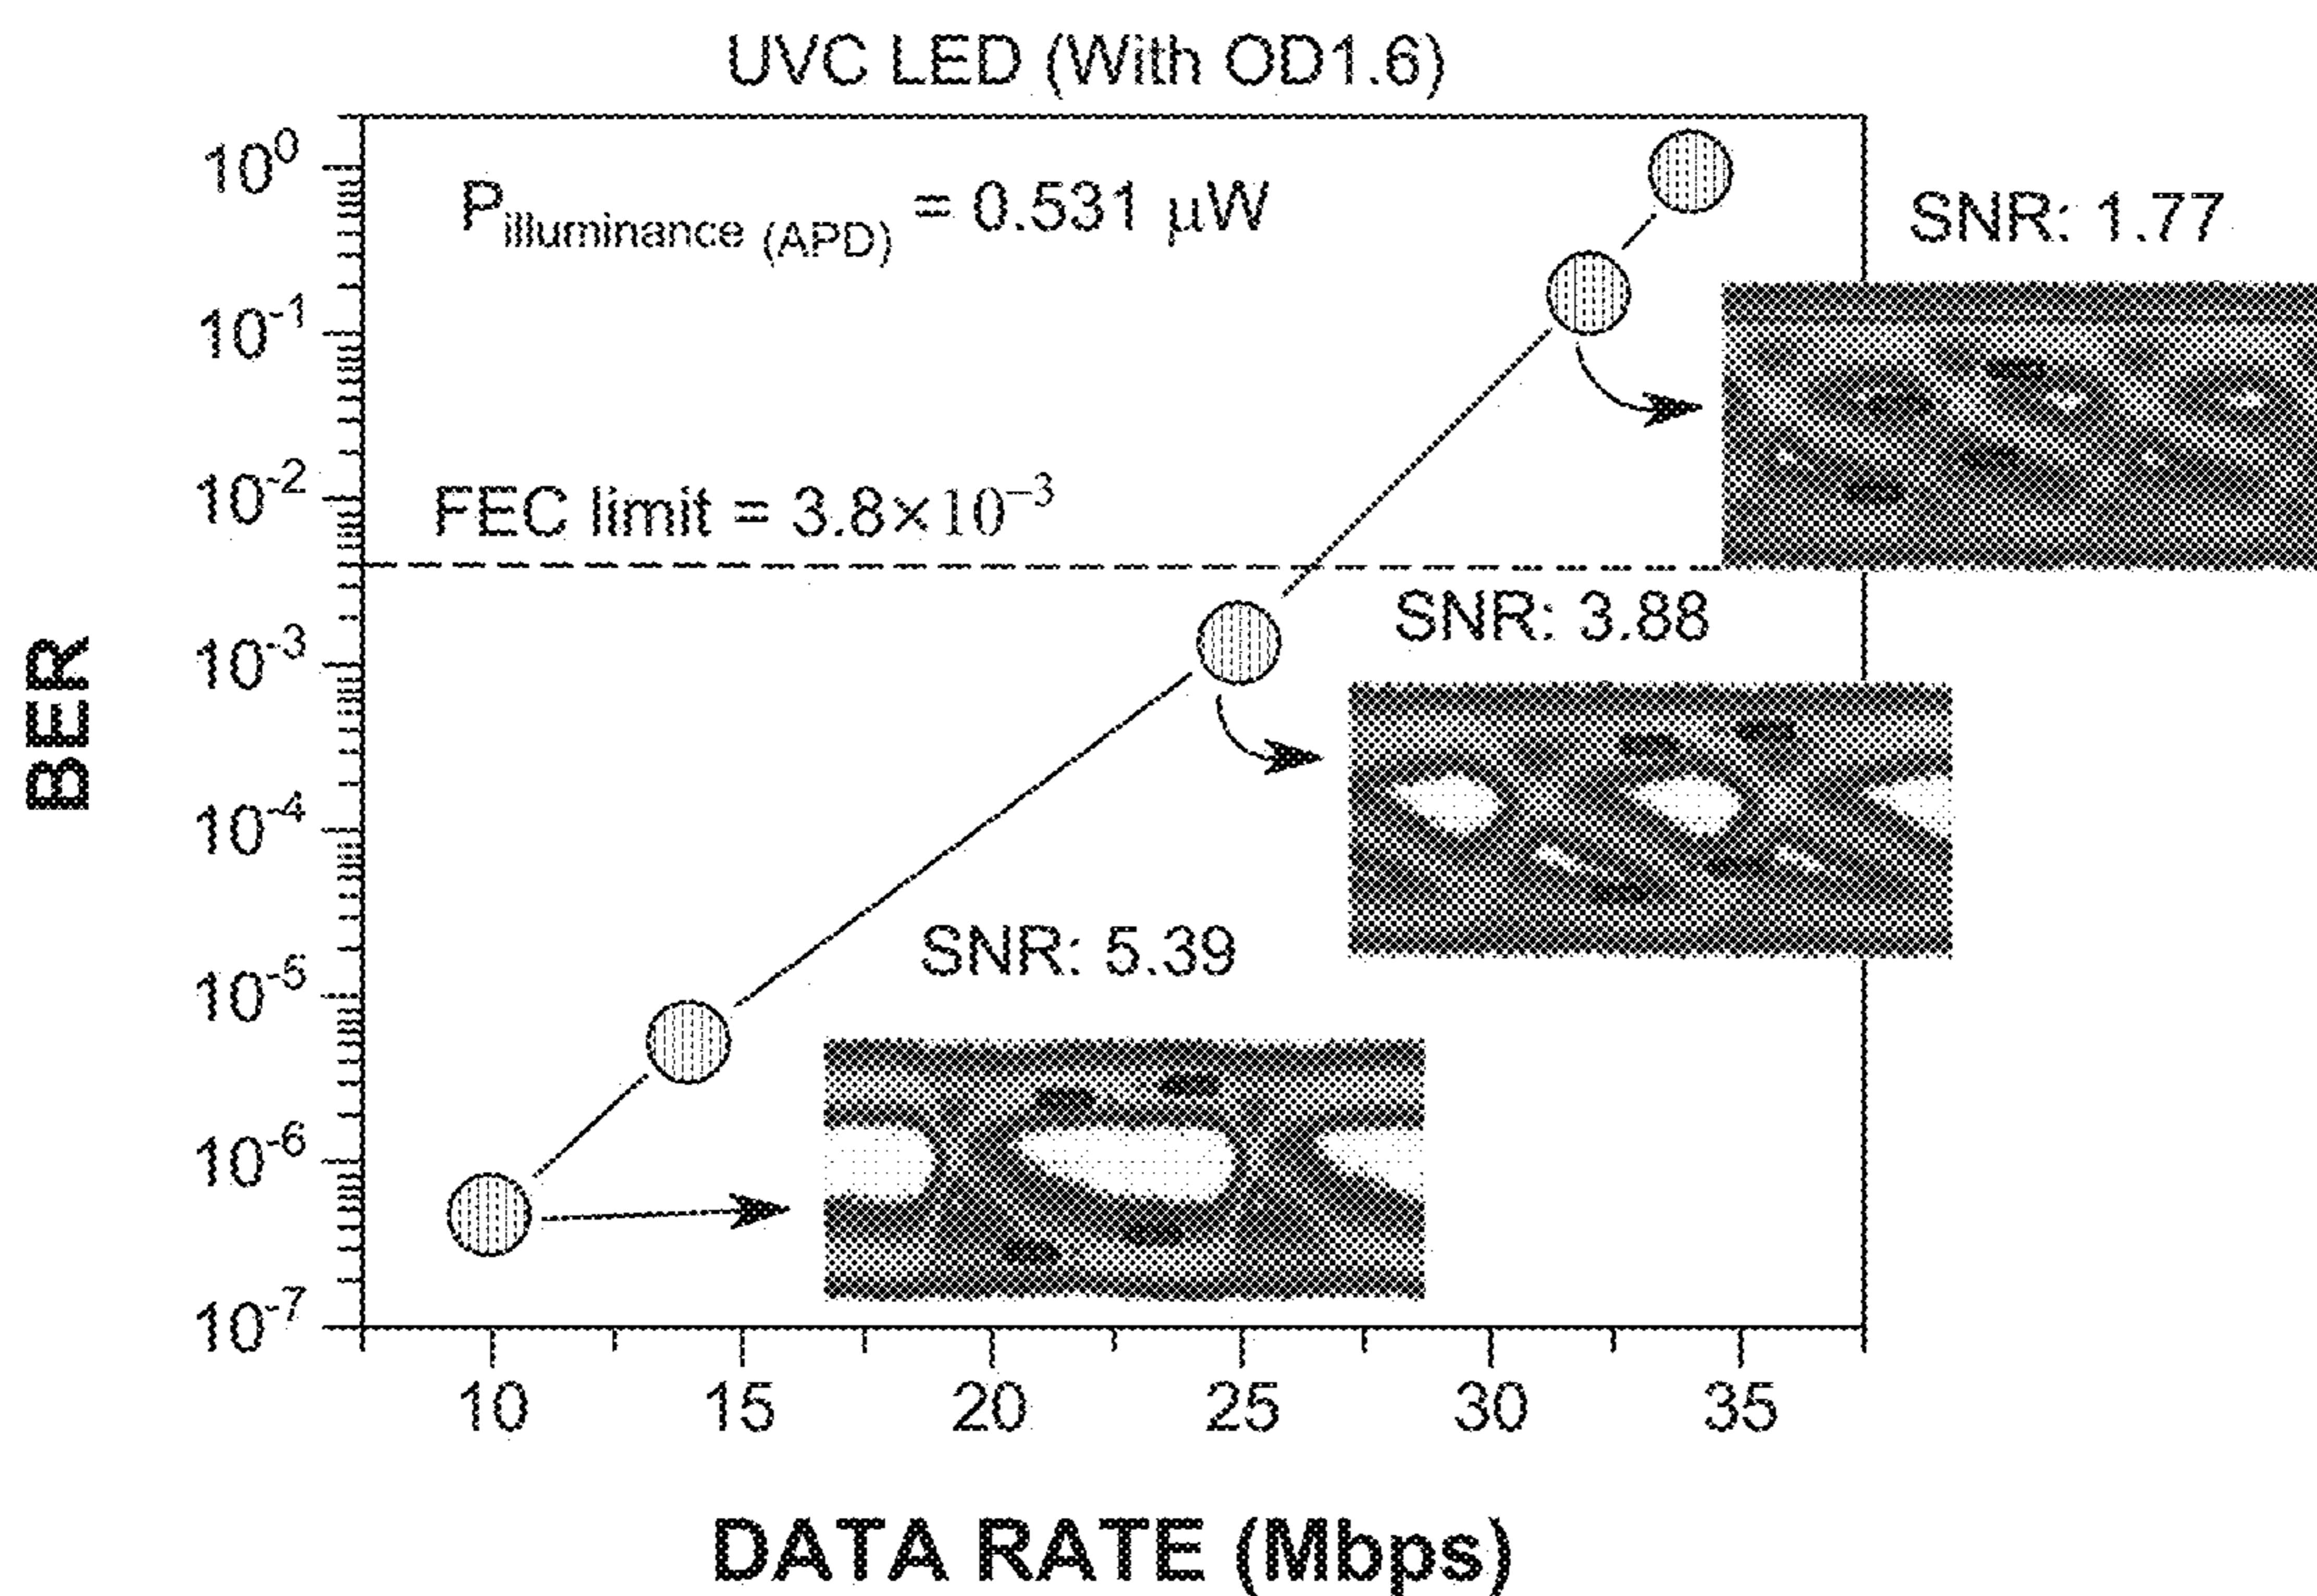 UVC LED (With OD1.6)
10⁰
10⁻¹
10⁻²
10⁻³
10⁻⁴
10⁻⁵
10⁻⁶
10⁻⁷
BER
P illuminance (APD) = 0.531 μW
FEC limit = 3.8×10⁻³
SNR: 1.77
SNR: 3.88
SNR: 5.39
10 15 20 25 30 35
DATA RATE (Mbps)